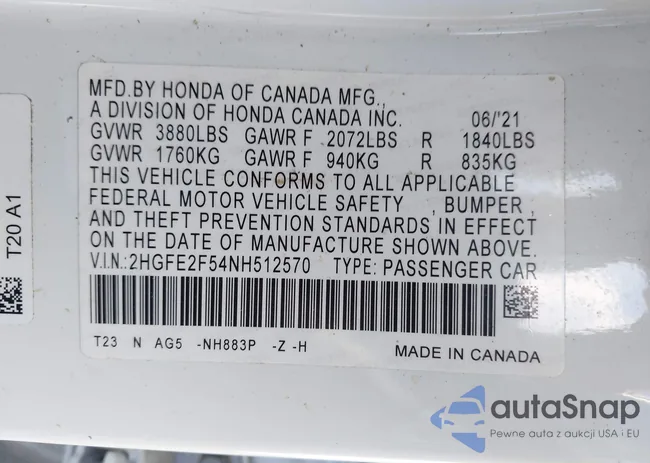 MFD.BY HONDA OF CANADA MFG.,
A DIVISION OF HONDA CANADA INC. 06/'21
GVWR 3880LBS GAWR F 2072LBS R 1840LBS
GVWR 1760KG GAWR F 940KG R 835KG
THIS VEHICLE CONFORMS TO ALL APPLICABLE
FEDERAL MOTOR VEHICLE SAFETY , BUMPER ,
AND THEFT PREVENTION STANDARDS IN EFFECT
ON THE DATE OF MANUFACTURE SHOWN ABOVE.
V.I.N.:2HGFE2F54NH512570 TYPE: PASSENGER CAR
T23 N AG5 -NH883P -Z -H MADE IN CANADA
T20 A1
autoSnap
Pewne auta z aukcji USA i EU